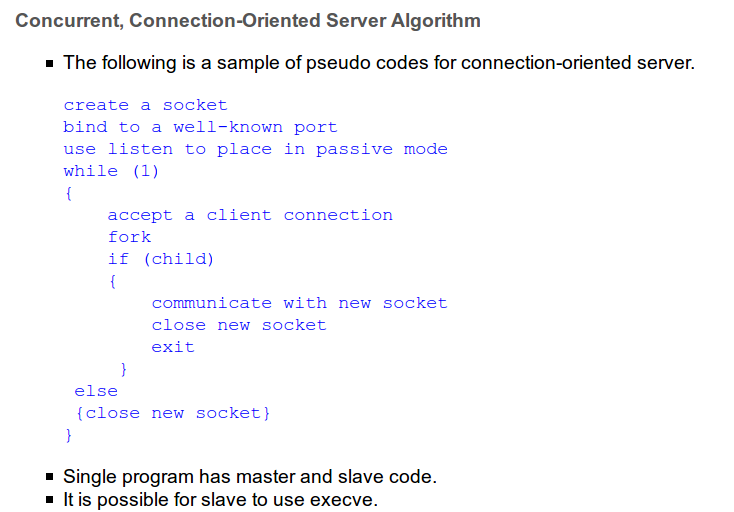 Concurrent, Connection-Oriented Server Algorithm
▪ The following is a sample of pseudo codes for connection-oriented server.
create a socket
bind to a well-known port
use listen to place in passive mode
while (1)
{
    accept a client connection
    fork
    if (child)
    {
        communicate with new socket
        close new socket
        exit
     }
 else
 {close new socket}
}
▪ Single program has master and slave code.
▪ It is possible for slave to use execve.